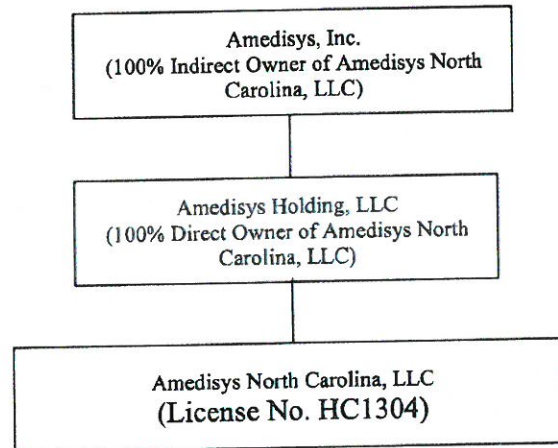 Amedisys, Inc.
(100% Indirect Owner of Amedisys North
Carolina, LLC)
Amedisys Holding, LLC
(100% Direct Owner of Amedisys North
Carolina, LLC)
Amedisys North Carolina, LLC
(License No. HC1304)